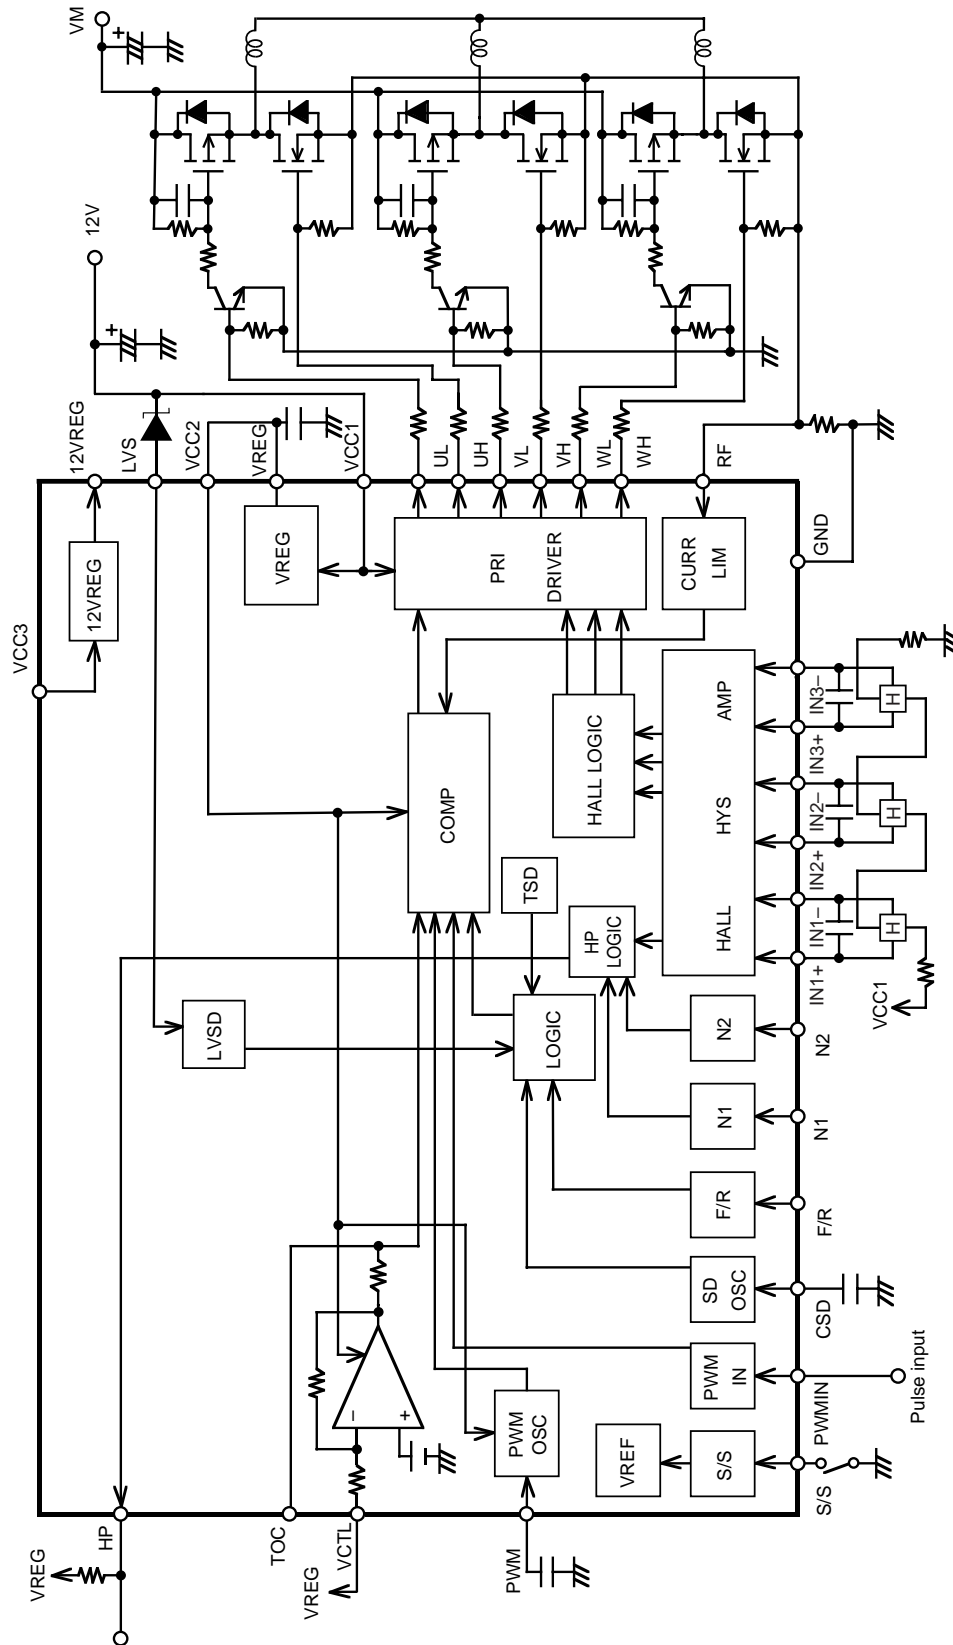 VCC3
VREG
HP
12VREG
12VREG
VM
+
12V
+
LVS
LVSD
VCC2
TOC
VREG
VCTL
VREG
VREG
VCC1
−
+
PWM
PWM
OSC
COMP
PRI
DRIVER
UL
UH
VL
VH
WL
WH
TSD
LOGIC
HP
LOGIC
HALL LOGIC
VREF
S/S
PWM
IN
SD
OSC
F/R
N1
N2
HALL
HYS
AMP
CURR
LIM
RF
S/S
PWMIN
CSD
F/R
N1
N2
IN1+
IN1−
IN2+
IN2−
IN3+
IN3−
GND
VCC1
H
H
H
Pulse input